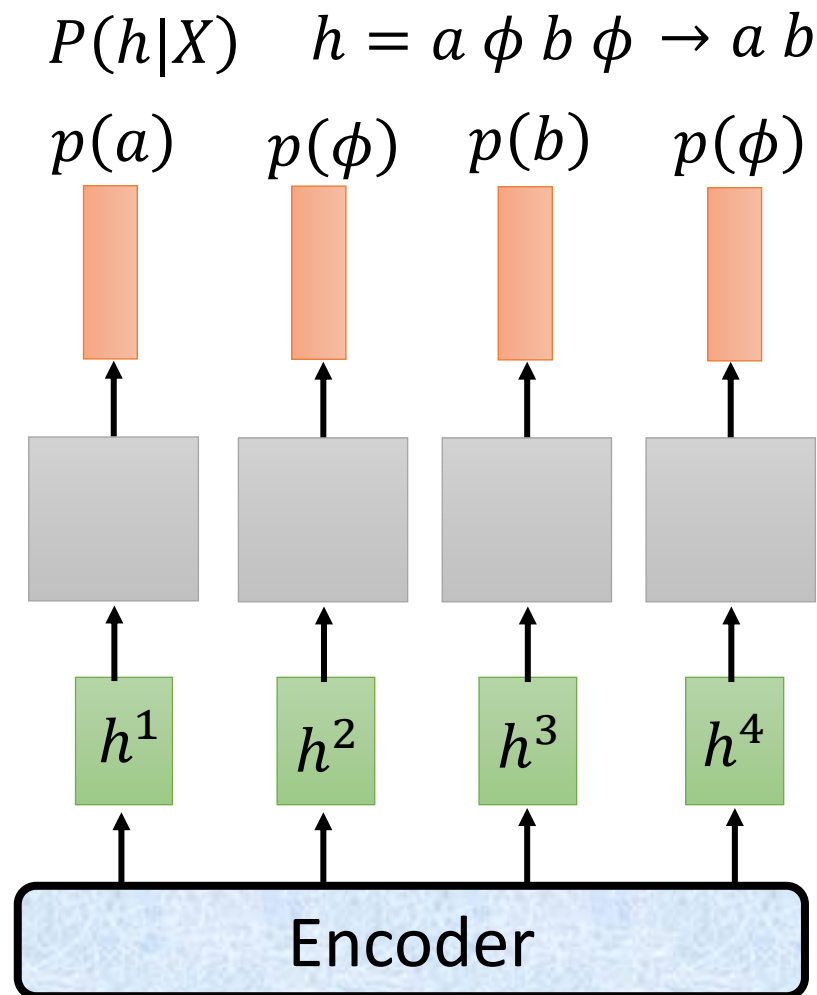 P(h|X) h = a ϕ b ϕ → a b
p(a) p(ϕ) p(b) p(ϕ)
h¹ h² h³ h⁴
Encoder